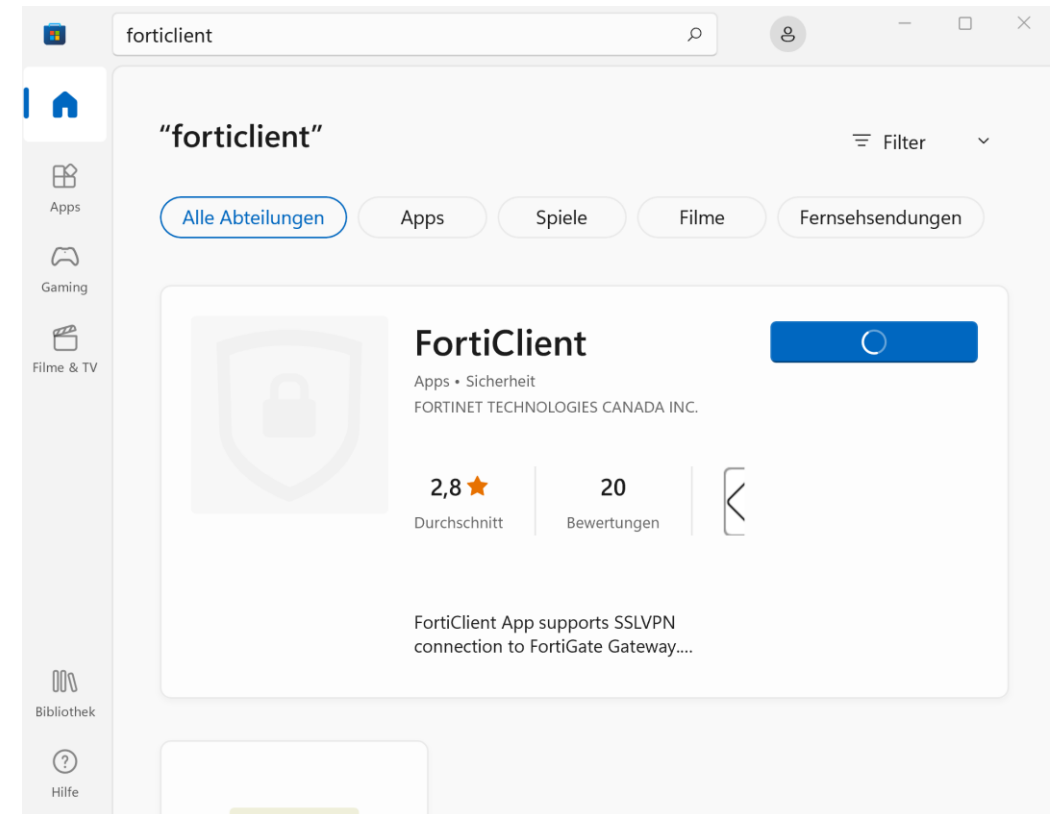 forticlient
"forticlient"
Filter
Alle Abteilungen
Apps
Spiele
Filme
Fernsehsendungen
Apps
Gaming
Filme & TV
FortiClient
Apps • Sicherheit
FORTINET TECHNOLOGIES CANADA INC.
2,8
Durchschnitt
20
Bewertungen
FortiClient App supports SSLVPN
connection to FortiGate Gateway....
Bibliothek
Hilfe